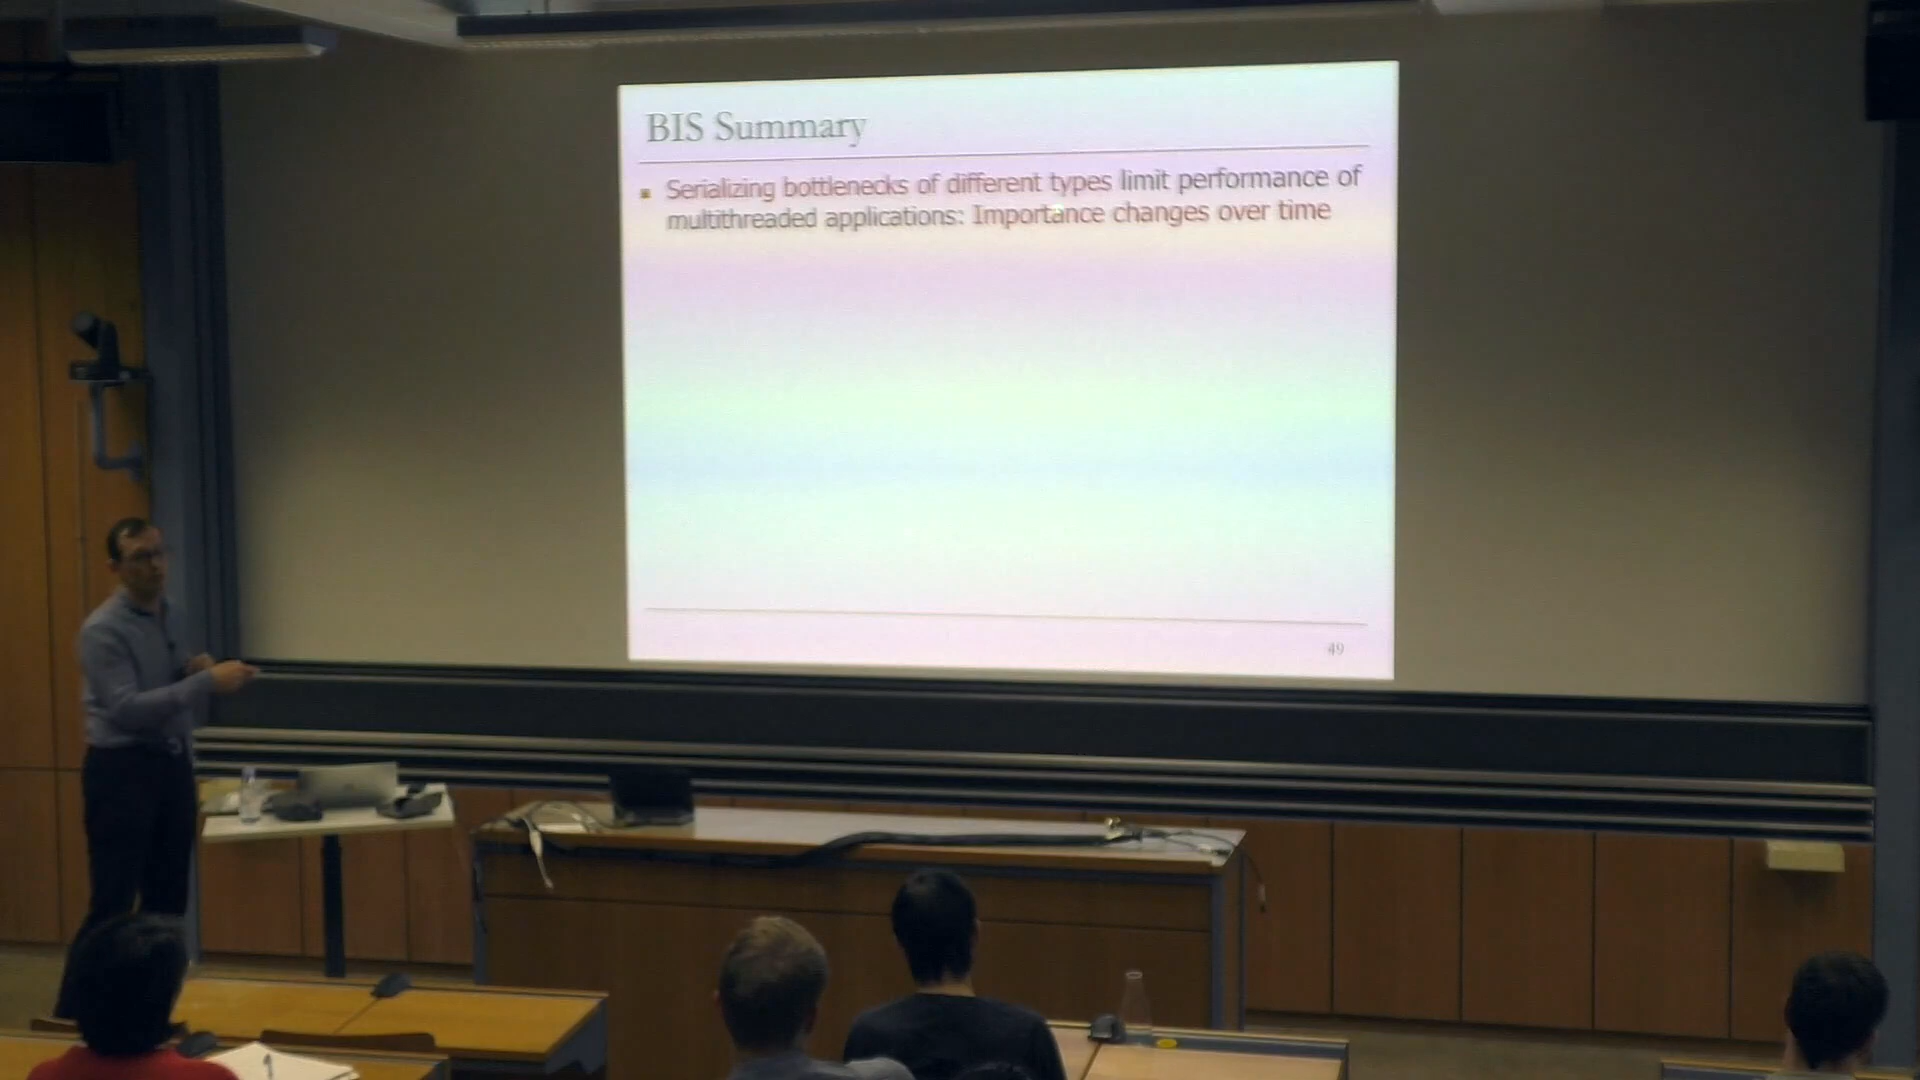 BIS Summary
Serializing bottlenecks of different types limit performance of
multithreaded applications: Importance changes over time
49